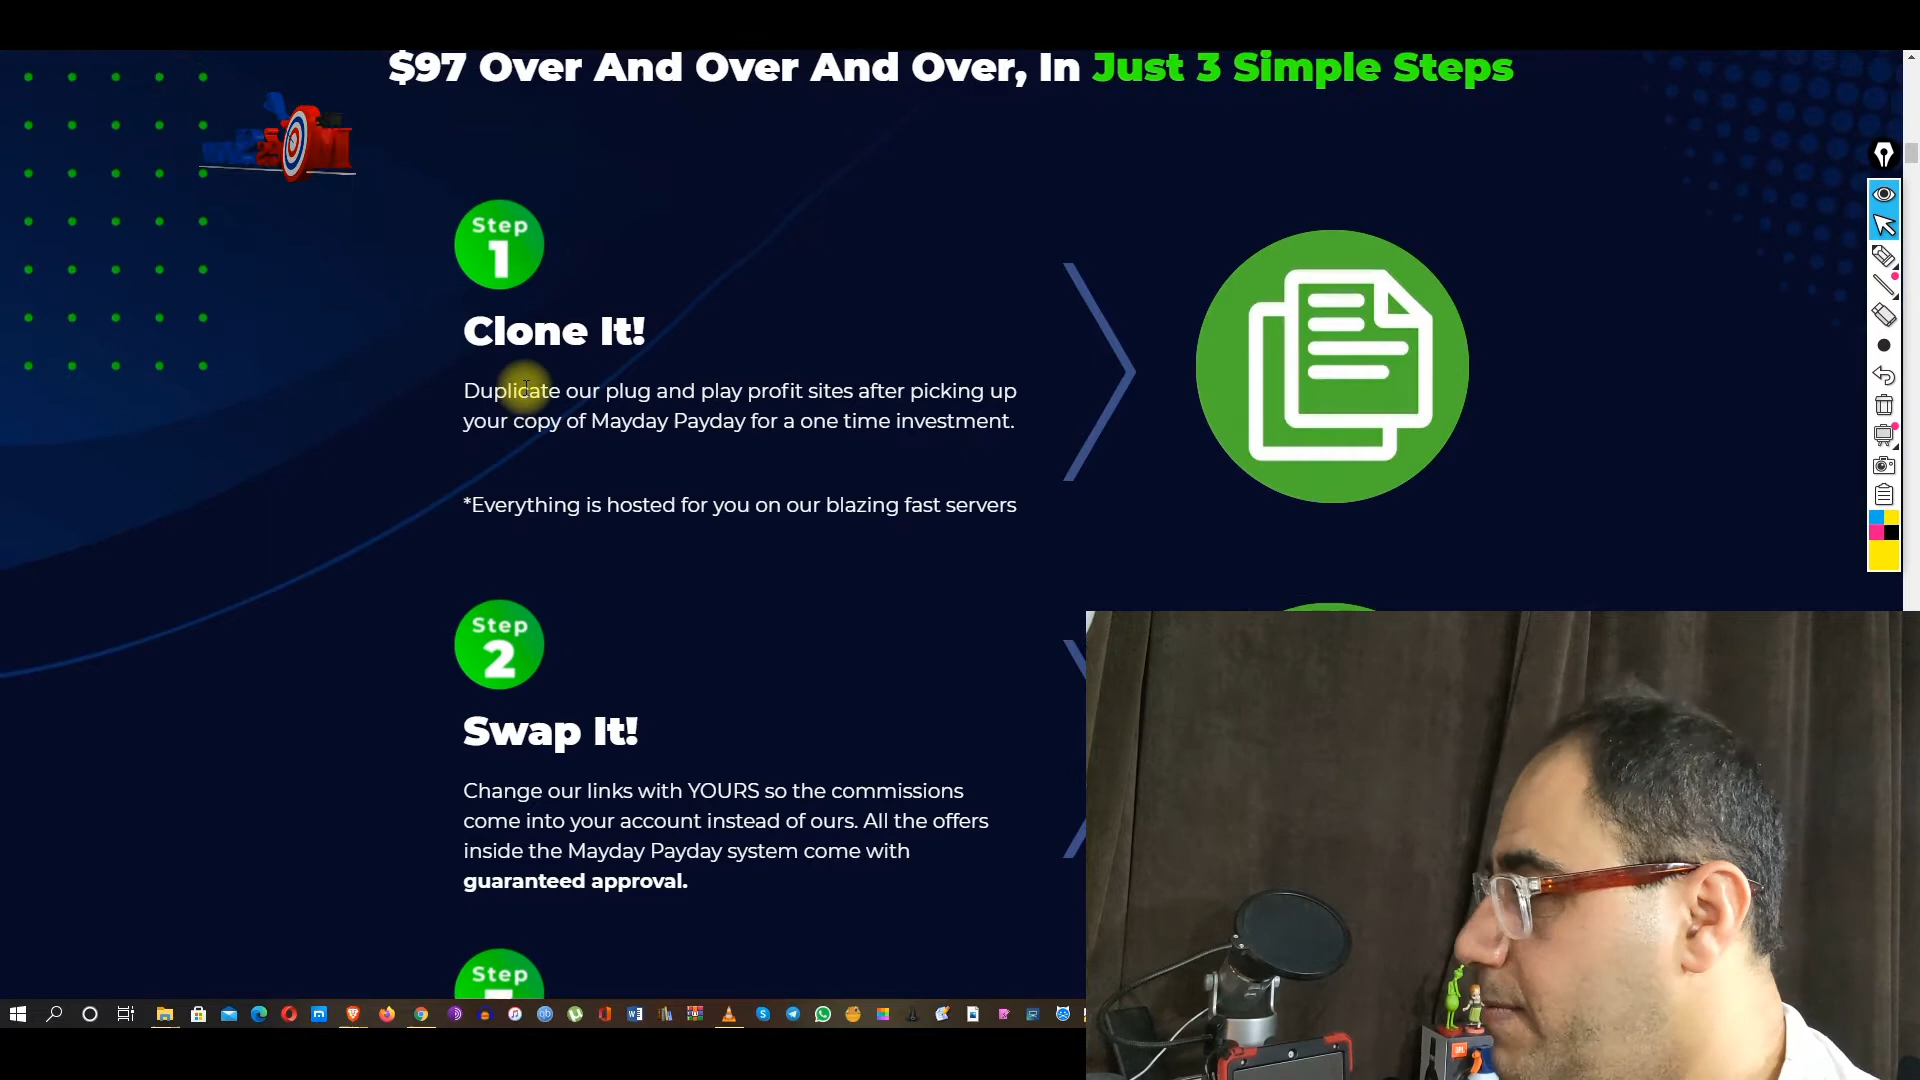 $97 Over And Over And Over, In Just 3 Simple Steps
Step
1
Clone It!
Duplicate our plug and play profit sites after picking up
your copy of Mayday Payday for a one time investment.
*Everything is hosted for you on our blazing fast servers
Step
2
Swap It!
Change our links with YOURS so the commissions
come into your account instead of ours. All the offers
inside the Mayday Payday system come with
guaranteed approval.
Step
JBL